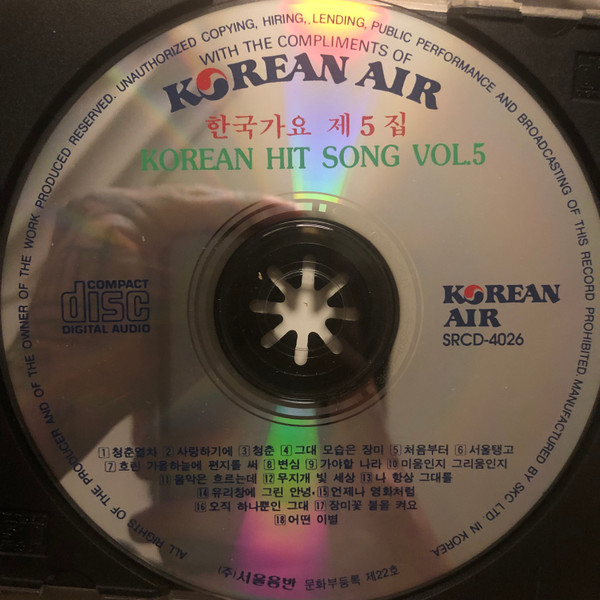 ALL RIGHTS OF THE PRODUCER AND OF THE OWNER OF THE WORK PRODUCED RESERVED. UNAUTHORIZED COPYING, HIRING, LENDING, PUBLIC PERFORMANCE AND BROADCASTING OF THIS RECORD PROHIBITED. MANUFACTURED BY SKC LTD. IN KOREA.
WITH THE COMPLIMENTS OF
KOREAN AIR
한국가요 제5집
KOREAN HIT SONG VOL.5
COMPACT
disc
DIGITAL AUDIO
KOREAN
AIR
SRCD-4026
1 청춘열차 2 사랑하기에 3 청춘 4 그대 모습은 장미 5 처음부터 6 서울탱고
7 흐린 가을하늘에 편지를 써 8 변심 9 가야할 나라 10 미움인지 그리움인지
11 음악은 흐르는데 12 무지개 빛 세상 13 나 항상 그대를
14 유리창에 그린 안녕 15 언제나 영화처럼
16 오직 하나뿐인 그대 17 장미꽃 불을 켜요
18 어떤 이별
(주)서울음반 문화부등록 제22호